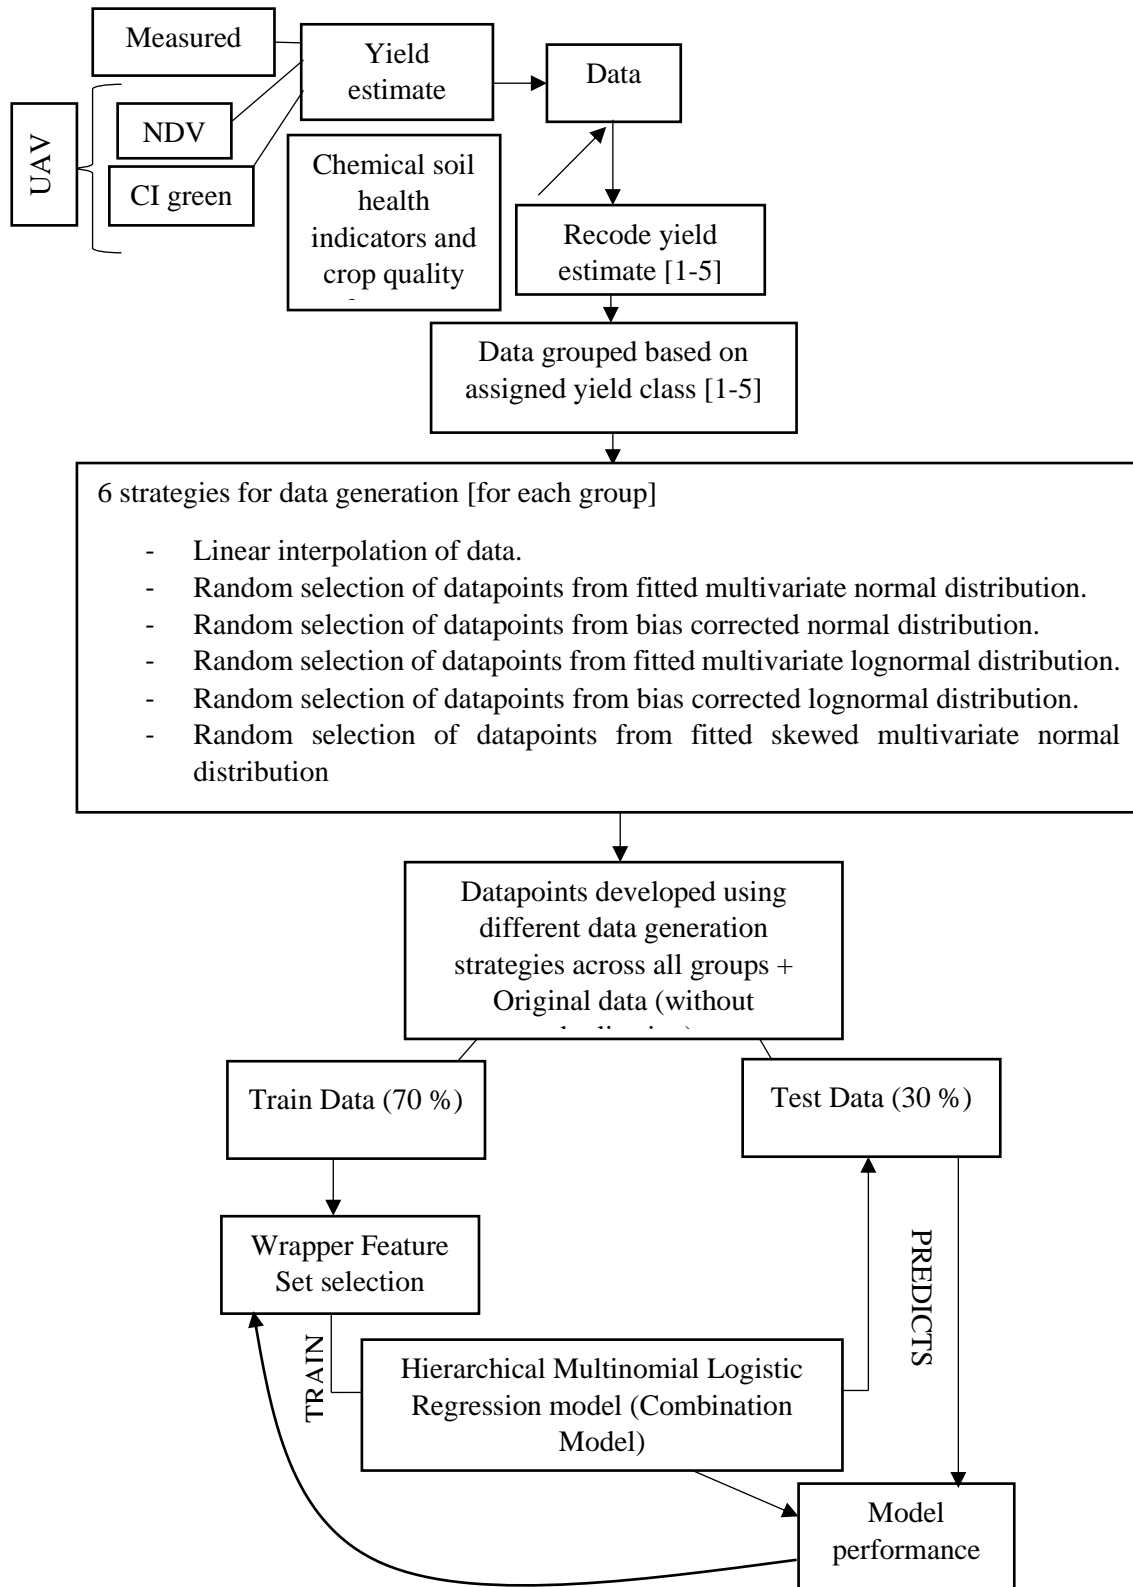 Measured
Yield
estimate
Data
UAV
NDV
CI green
Chemical soil
health
indicators and
crop quality
Recode yield
estimate [1-5]
Data grouped based on
assigned yield class [1-5]
6 strategies for data generation [for each group]
- Linear interpolation of data.
- Random selection of datapoints from fitted multivariate normal distribution.
- Random selection of datapoints from bias corrected normal distribution.
- Random selection of datapoints from fitted multivariate lognormal distribution.
- Random selection of datapoints from bias corrected lognormal distribution.
- Random selection of datapoints from fitted skewed multivariate normal
distribution
Datapoints developed using
different data generation
strategies across all groups +
Original data (without
Train Data (70 %)
Test Data (30 %)
Wrapper Feature
Set selection
TRAIN
PREDICTS
Hierarchical Multinomial Logistic
Regression model (Combination
Model)
Model
performance